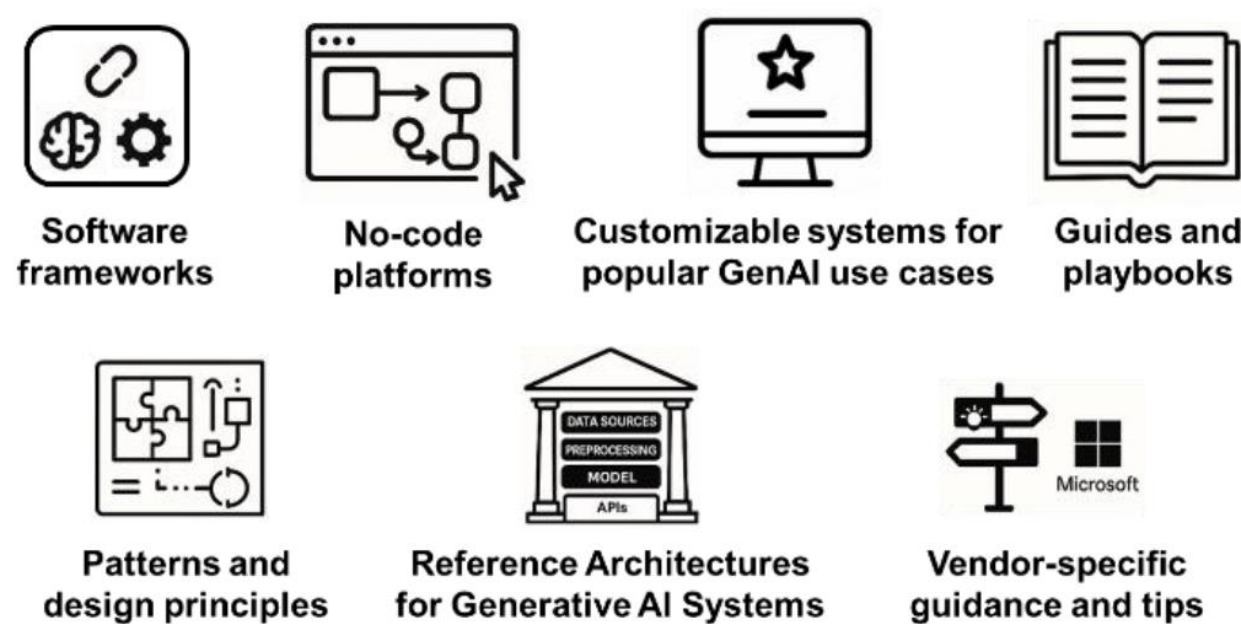 Software
frameworks
No-code
platforms
Customizable systems for
popular GenAI use cases
Guides and
playbooks
Patterns and
design principles
DATA SOURCES
PREPROCESSING
MODEL
APIs
Reference Architectures
for Generative AI Systems
Microsoft
Vendor-specific
guidance and tips